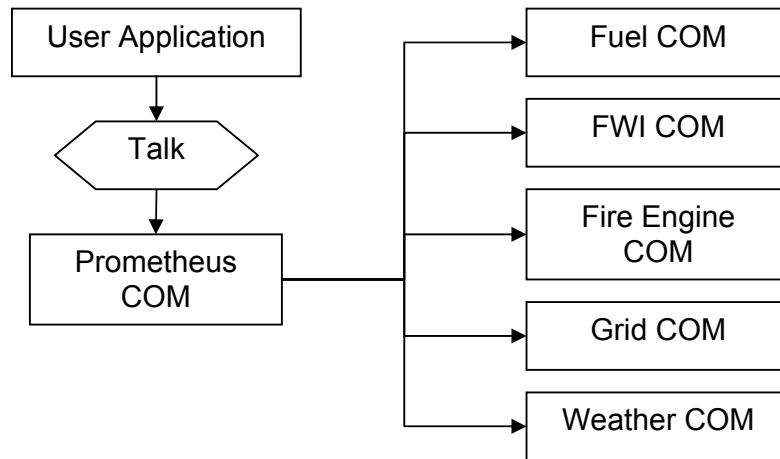 User Application
Talk
Prometheus
COM
Fuel COM
FWI COM
Fire Engine
COM
Grid COM
Weather COM